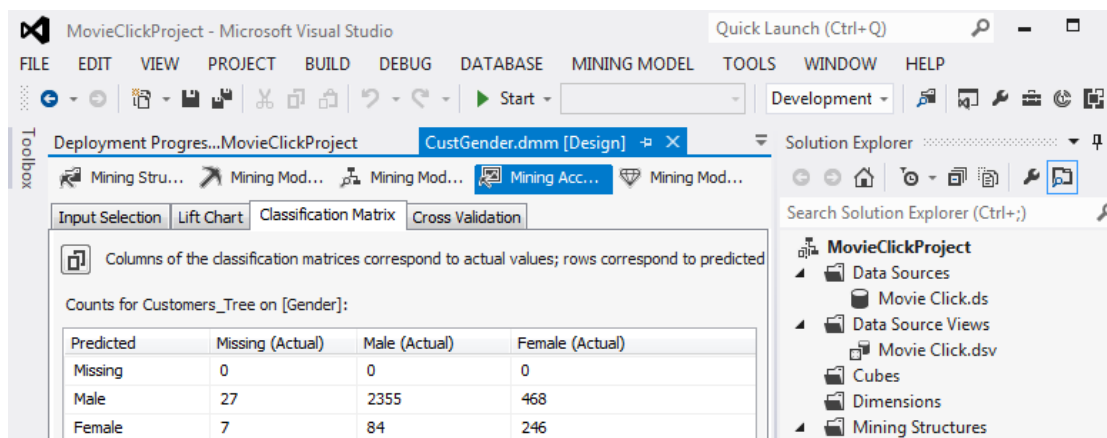 MovieClickProject - Microsoft Visual Studio
Quick Launch (Ctrl+Q)
FILE EDIT VIEW PROJECT BUILD DEBUG DATABASE MINING MODEL TOOLS WINDOW HELP
Start
Development
Toolbox
Deployment Progres...MovieClickProject
CustGender.dmm [Design]
Mining Stru... Mining Mod... Mining Mod... Mining Acc... Mining Mod...
Input Selection Lift Chart Classification Matrix Cross Validation
Columns of the classification matrices correspond to actual values; rows correspond to predicted
Counts for Customers_Tree on [Gender]:
Predicted Missing (Actual) Male (Actual) Female (Actual)
Missing 0 0 0
Male 27 2355 468
Female 7 84 246
Solution Explorer
Search Solution Explorer (Ctrl+;)
MovieClickProject
Data Sources
Movie Click.ds
Data Source Views
Movie Click.dsv
Cubes
Dimensions
Mining Structures